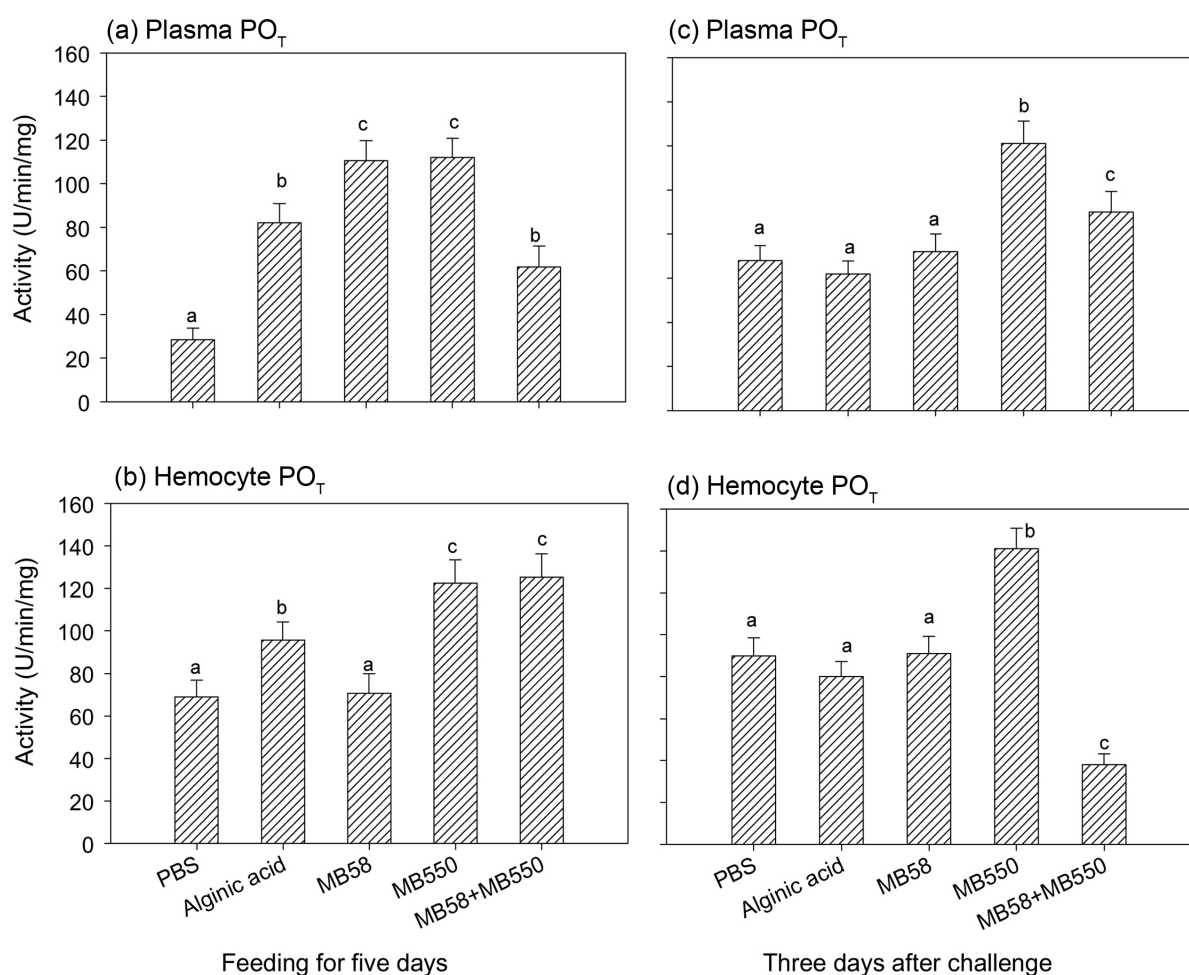 (a) Plasma PO_T
160
140
120
100
80
60
40
20
0
Activity (U/min/mg)
a
b
c
c
b
(c) Plasma PO_T
a
a
a
b
c
(b) Hemocyte PO_T
160
140
120
100
80
60
40
20
0
Activity (U/min/mg)
a
b
a
c
c
PBS
Alginic acid
MB58
MB550
MB58+MB550
Feeding for five days
(d) Hemocyte PO_T
a
a
a
b
c
PBS
Alginic acid
MB58
MB550
MB58+MB550
Three days after challenge